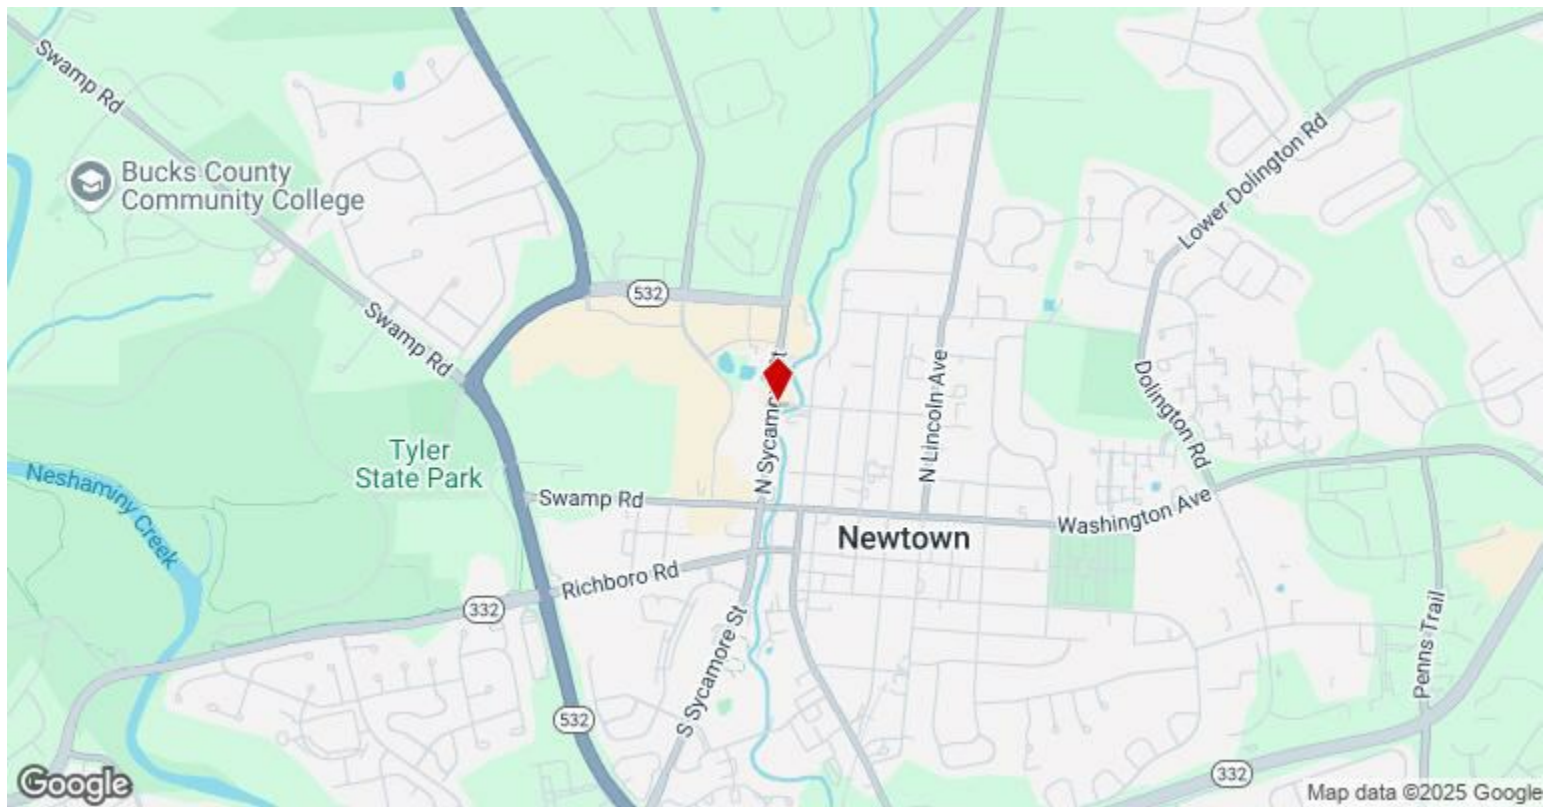 Swamp Rd
Bucks County
Community College
Lower Dolington Rd
532
Swamp Rd
N Sycamo
N Lincoln Ave
Dolington Rd
Tyler
State Park
Neshaminy Creek
Swamp Rd
Washington Ave
Newtown
Richboro Rd
332
Penns Trail
S Sycamore St
532
332
Google
Map data ©2025 Google